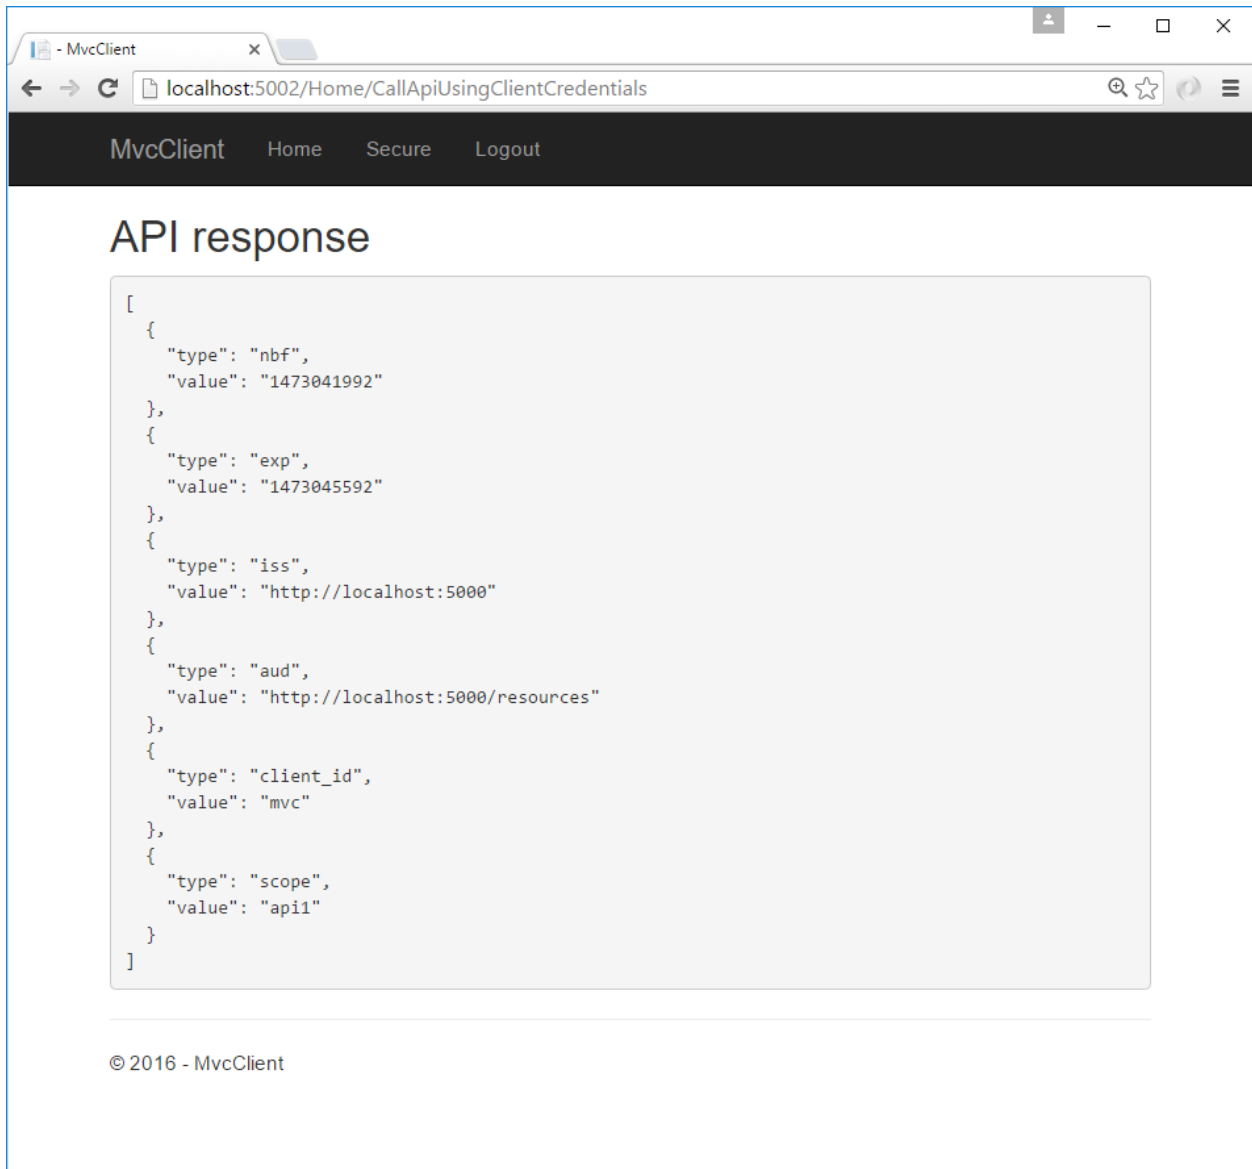 - MvcClient
localhost:5002/Home/CallApiUsingClientCredentials
MvcClient Home Secure Logout
API response
[
  {
    "type": "nbf",
    "value": "1473041992"
  },
  {
    "type": "exp",
    "value": "1473045592"
  },
  {
    "type": "iss",
    "value": "http://localhost:5000"
  },
  {
    "type": "aud",
    "value": "http://localhost:5000/resources"
  },
  {
    "type": "client_id",
    "value": "mvc"
  },
  {
    "type": "scope",
    "value": "api1"
  }
]
© 2016 - MvcClient